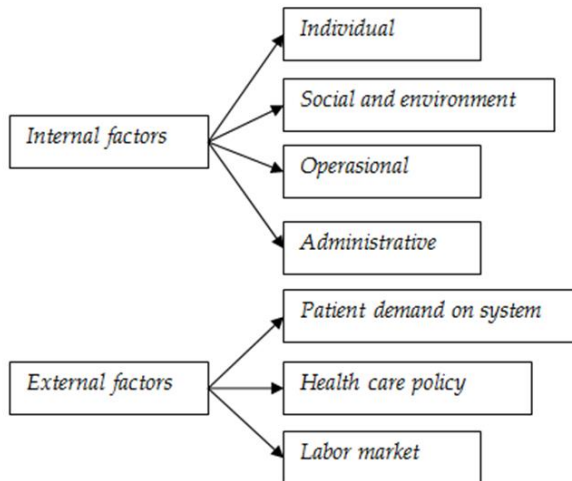 Internal factors
Individual
Social and environment
Operasional
Administrative
External factors
Patient demand on system
Health care policy
Labor market